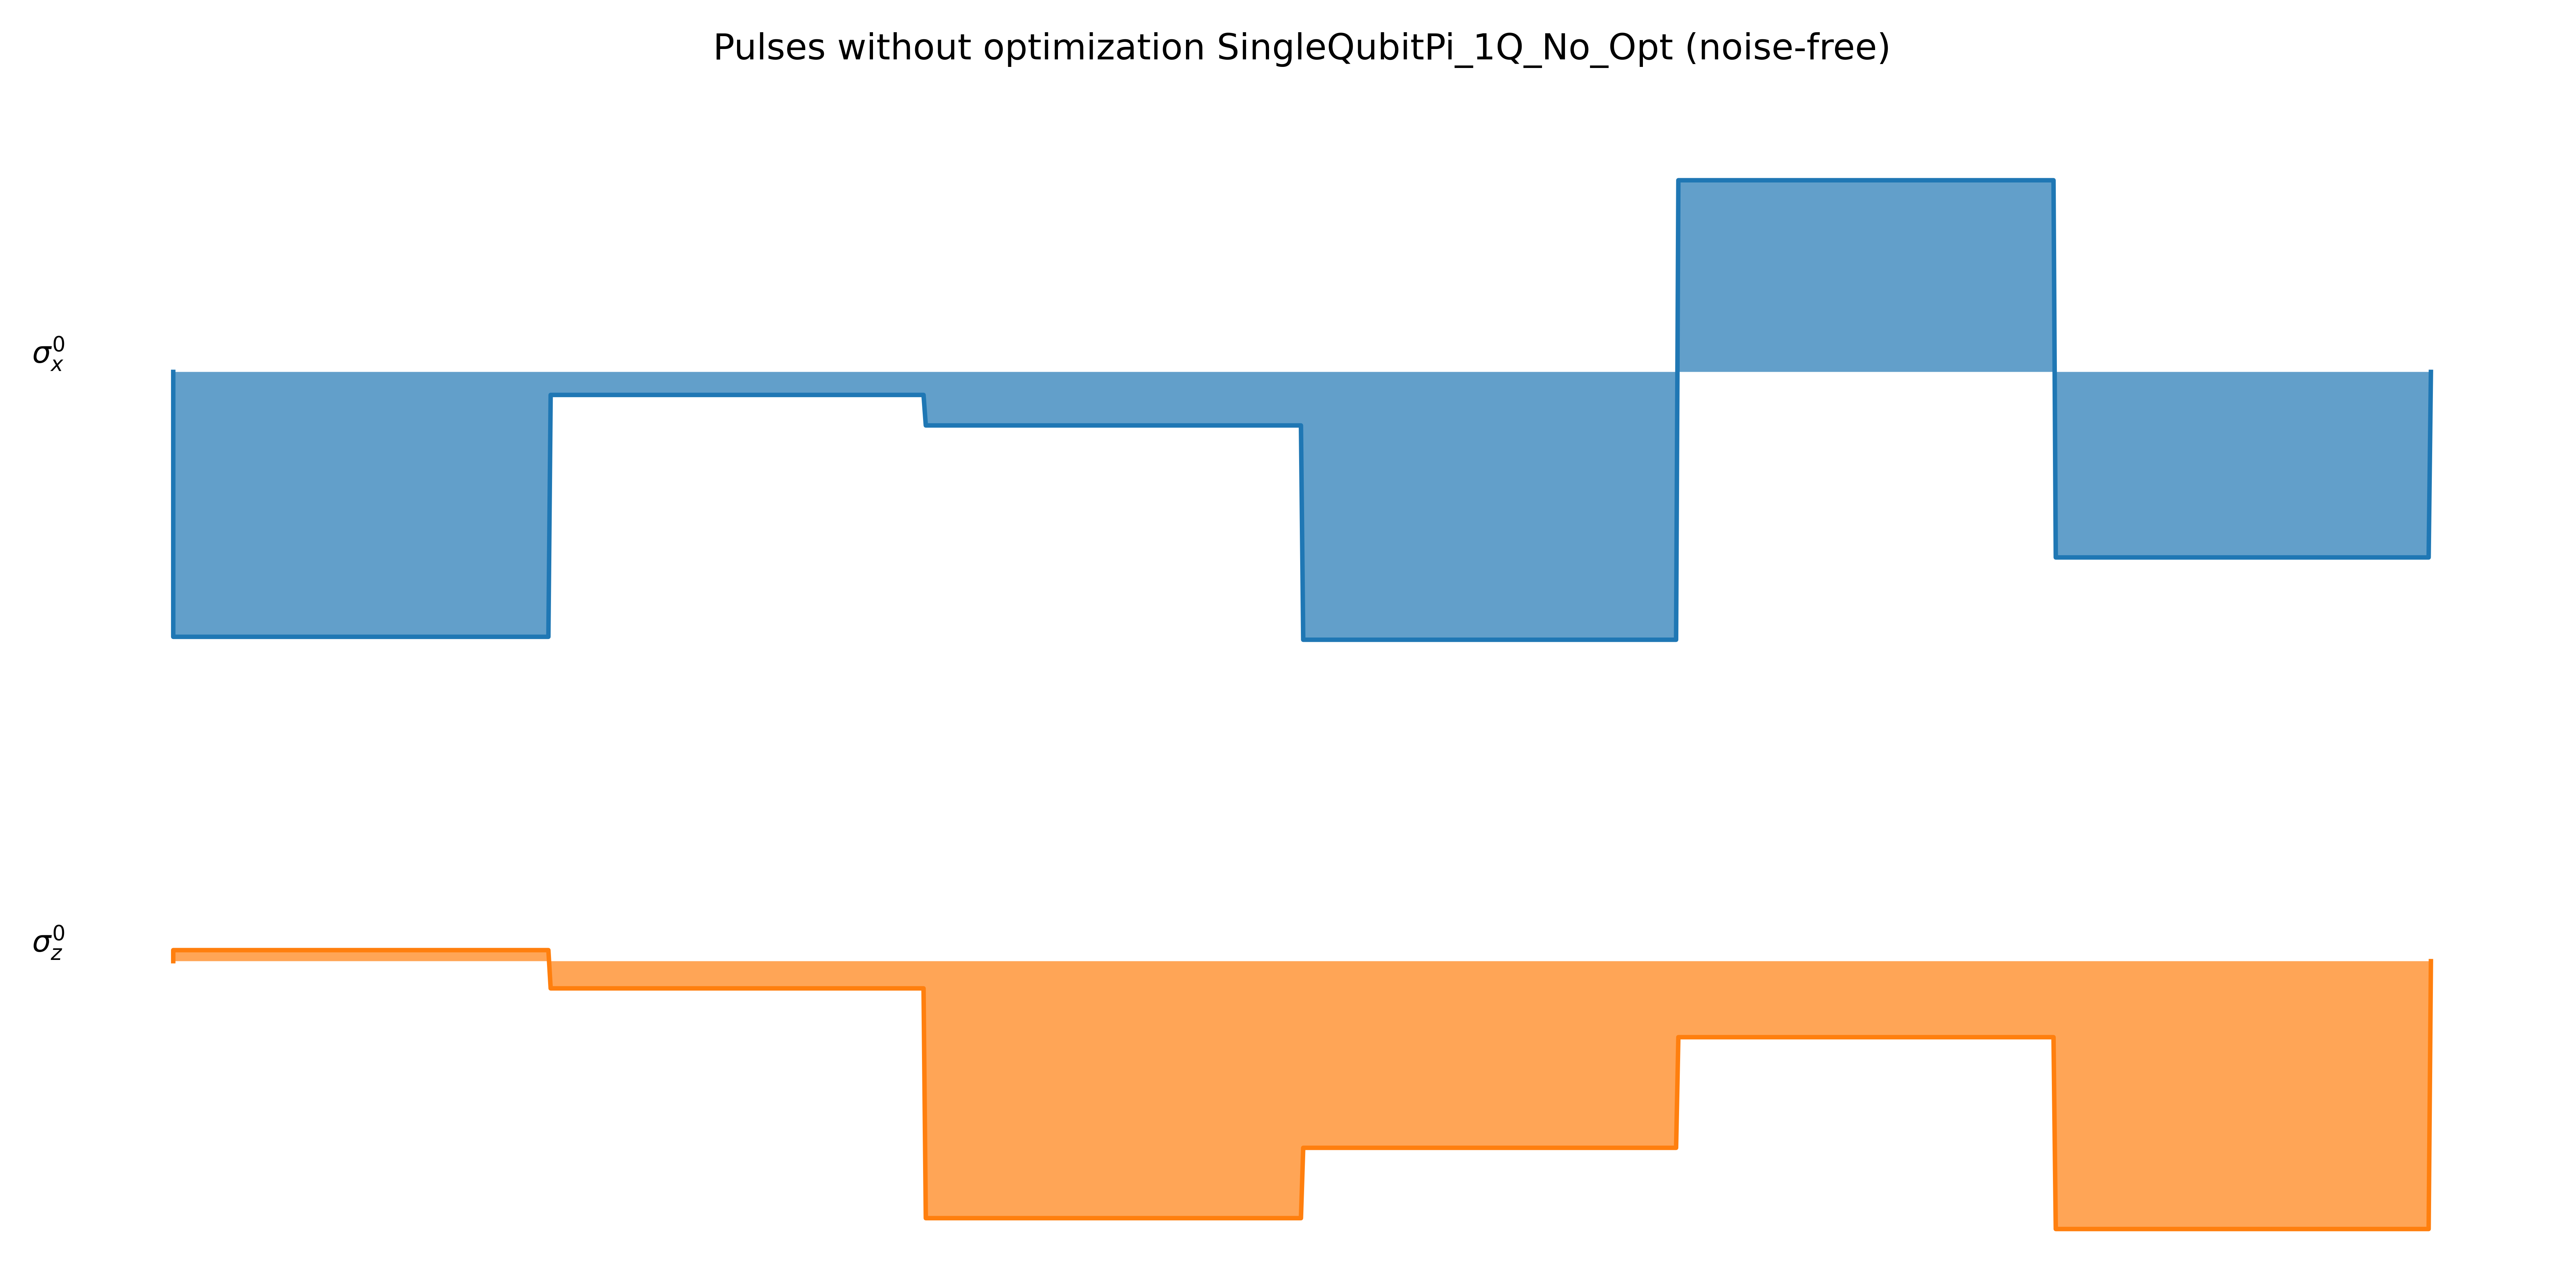 Pulses without optimization SingleQubitPi_1Q_No_Opt (noise-free)
σ_x^0
σ_z^0